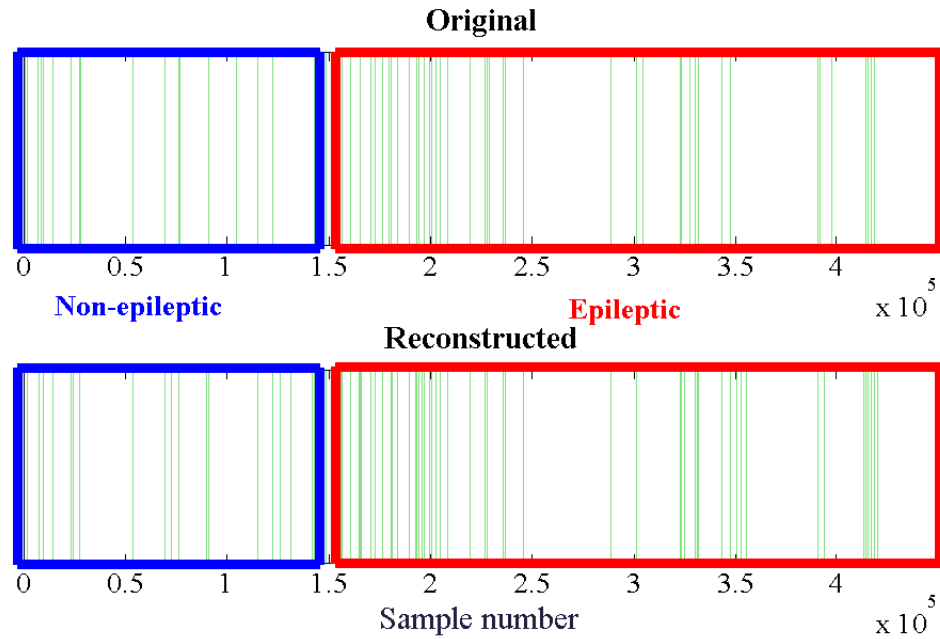 Original
0 0.5 1 1.5 2 2.5 3 3.5 4
x 10^5
Non-epileptic Epileptic
Reconstructed
0 0.5 1 1.5 2 2.5 3 3.5 4
Sample number
x 10^5